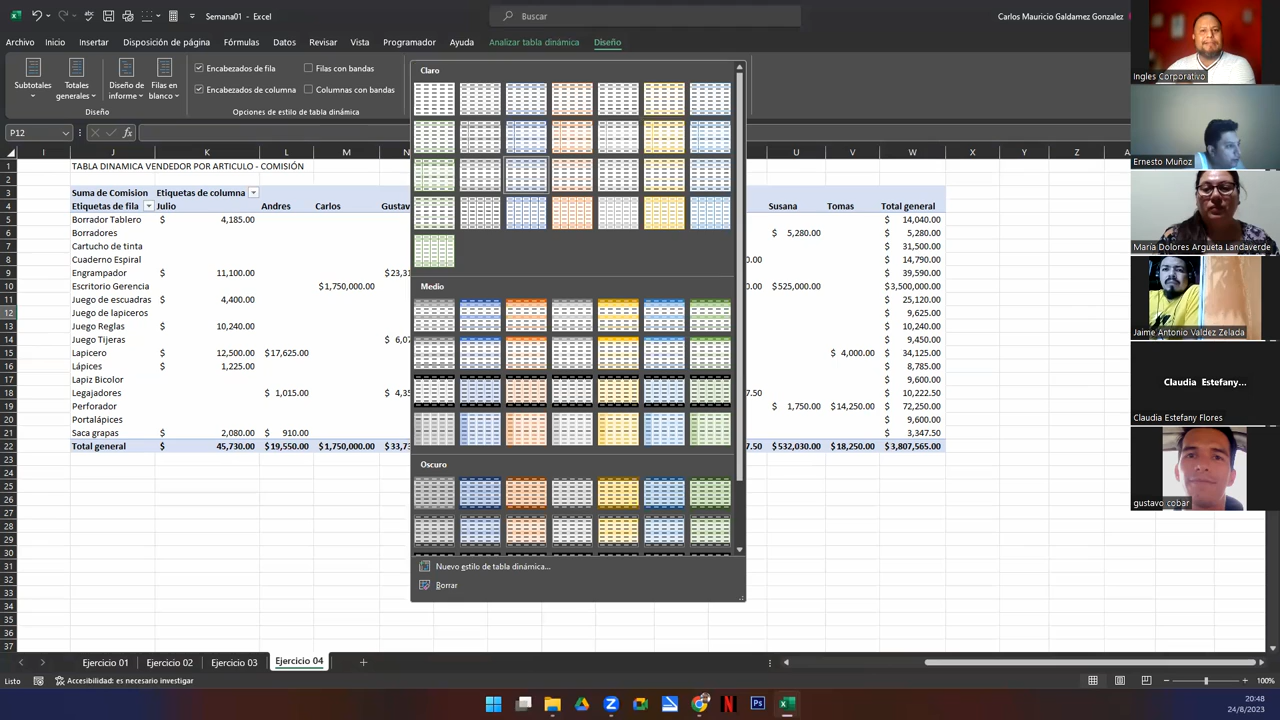 Semana01 - Excel
Buscar
Carlos Mauricio Galdamez Gonzalez
Archivo Inicio Insertar Disposición de página Fórmulas Datos Revisar Vista Programador Ayuda Analizar tabla dinámica Diseño
Subtotales
Totales generales
Diseño de informe
Filas en blanco
Diseño
Encabezados de fila
Filas con bandas
Encabezados de columna
Columnas con bandas
Opciones de estilo de tabla dinámica
Claro
Medio
Oscuro
Nuevo estilo de tabla dinámica...
Borrar
P12
fx
I K L M N U V W X Y Z
TABLA DINAMICA VENDEDOR POR ARTICULO - COMISIÓN
Suma de Comision Etiquetas de columna
Etiquetas de fila Julio Andres Carlos Gustav Susana Tomas Total general
Borrador Tablero $ 4,185.00 $ 14,040.00
Borradores $ 5,280.00 $ 5,280.00
Cartucho de tinta $ 31,500.00
Cuaderno Espiral $ 14,790.00
Engrampador $ 11,100.00 $ 39,590.00
Escritorio Gerencia $1,750,000.00 $525,000.00 $3,500,000.00
Juego de escuadras $ 4,400.00 $ 25,120.00
Juego de lapiceros $ 9,625.00
Juego Reglas $ 10,240.00 $ 10,240.00
Juego Tijeras $ 9,450.00
Lapicero $ 12,500.00 $17,625.00 $ 4,000.00 $ 34,125.00
Lápices $ 1,225.00 $ 8,785.00
Lapiz Bicolor $ 9,600.00
Legajadores $ 1,015.00 $ 10,222.50
Perforador $ 1,750.00 $14,250.00 $ 72,250.00
Portalápices $ 9,600.00
Saca grapas $ 2,080.00 $ 910.00 $ 3,347.50
Total general $ 45,730.00 $19,550.00 $1,750,000.00 $532,030.00 $18,250.00 $3,807,565.00
Ejercicio 01 Ejercicio 02 Ejercicio 03 Ejercicio 04
Listo
Accesibilidad: es necesario investigar
100%
20:48
24/8/2023
Ingles Corporativo
Ernesto Muñoz
María Dolores Argueta Landaverde
Jaime Antonio Valdez Zelada
Claudia Estefany...
Claudia Estefany Flores
gustavo cobar